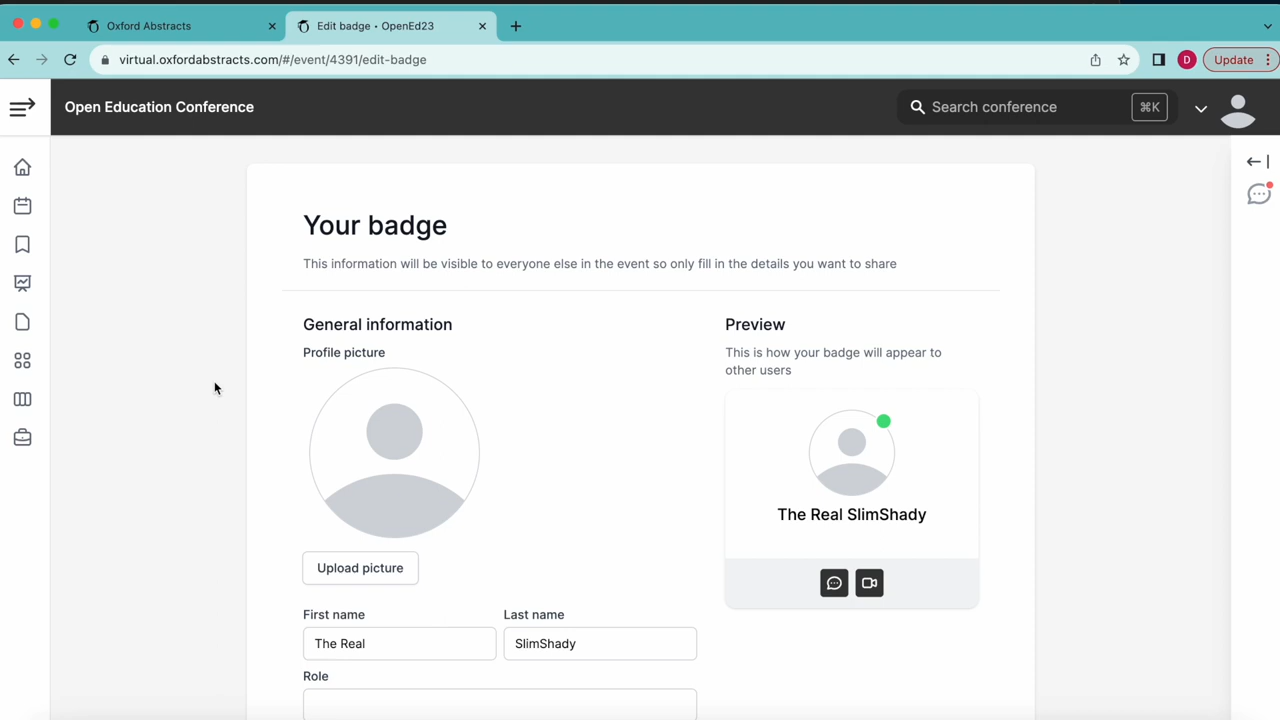 Oxford Abstracts
Edit badge • OpenEd23
virtual.oxfordabstracts.com/#/event/4391/edit-badge
D
Update
Open Education Conference
Search conference
⌘K
Your badge
This information will be visible to everyone else in the event so only fill in the details you want to share
General information
Profile picture
Upload picture
First name
Last name
The Real
SlimShady
Role
Preview
This is how your badge will appear to
other users
The Real SlimShady